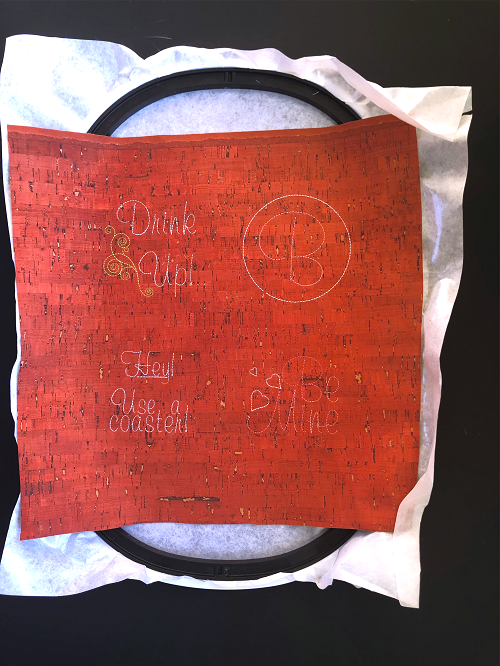 Drink
Up!
B
Hey!
Use a
coaster!
Be
Mine